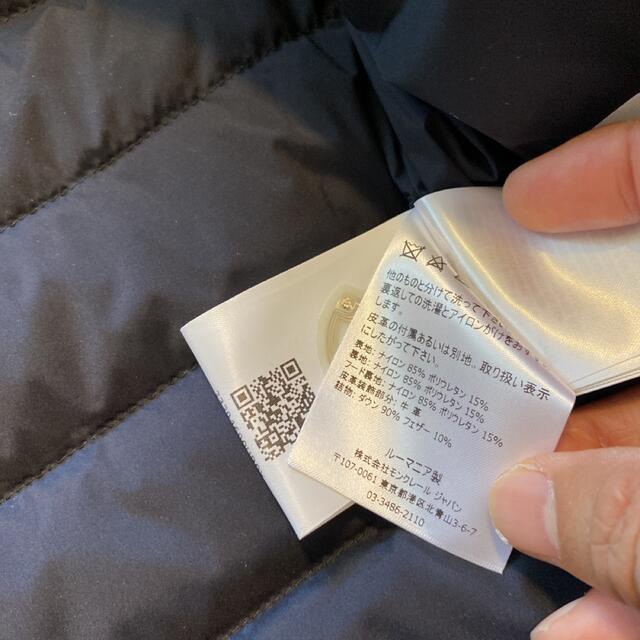 他のものと分けて洗って下さい
裏返しての洗濯とアイロンがけをおすすめ
します。
皮革の付属あるいは別地、取り扱い表示
にしたがって下さい。
表地: ナイロン 85% ポリウレタン 15%
裏地: ナイロン 85% ポリウレタン 15%
フード裏地: ナイロン 85% ポリウレタン 15%
皮革装飾部分: 牛革
詰物: ダウン 90% フェザー 10%
ルーマニア製
株式会社モンクレール ジャパン
〒107-0061 東京都港区北青山3-6-7
03-3486-2110